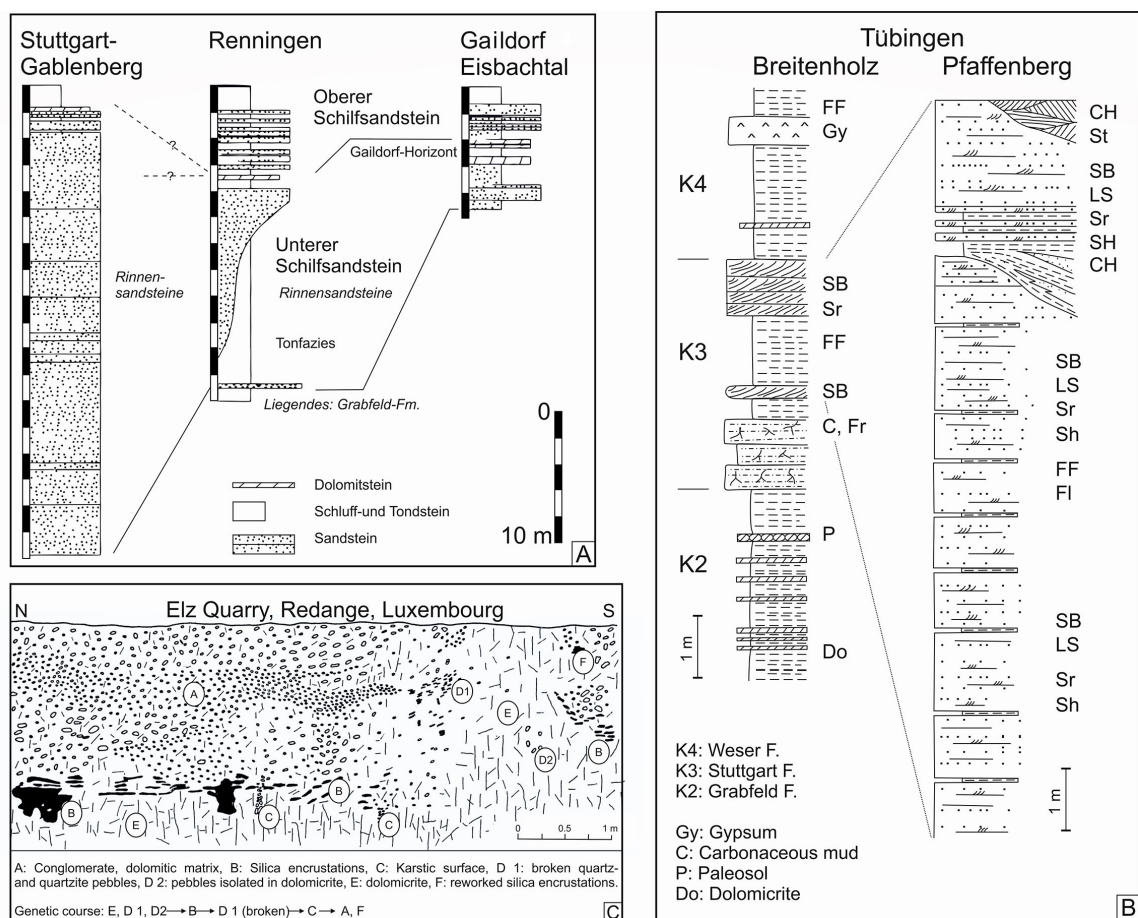 Stuttgart-
Gablenberg
Renningen
Gaildorf
Eisbachtal
Oberer
Schilfsandstein
Gaildorf-Horizont
?
?
Unterer
Schilfsandstein
Rinnen-
sandsteine
Rinnensandsteine
Tonfazies
Liegendes: Grabfeld-Fm.
0
10 m
Dolomitstein
Schluff-und Tondstein
Sandstein
A
Tübingen
Breitenholz
Pfaffenberg
FF
Gy
K4
SB
Sr
K3
FF
SB
C, Fr
P
K2
Do
1 m
CH
St
SB
LS
Sr
SH
CH
SB
LS
Sr
Sh
FF
Fl
SB
LS
Sr
Sh
1 m
K4: Weser F.
K3: Stuttgart F.
K2: Grabfeld F.
Gy: Gypsum
C: Carbonaceous mud
P: Paleosol
Do: Dolomicrite
B
N
Elz Quarry, Redange, Luxembourg
S
A
D1
F
E
D2
B
B
B
E
C
C
0 0.5 1 m
A: Conglomerate, dolomitic matrix, B: Silica encrustations, C: Karstic surface, D 1: broken quartz-
and quartzite pebbles, D 2: pebbles isolated in dolomicrite, E: dolomicrite, F: reworked silica encrustations.
Genetic course: E, D 1, D2→B→D 1 (broken)→C→A, F
C